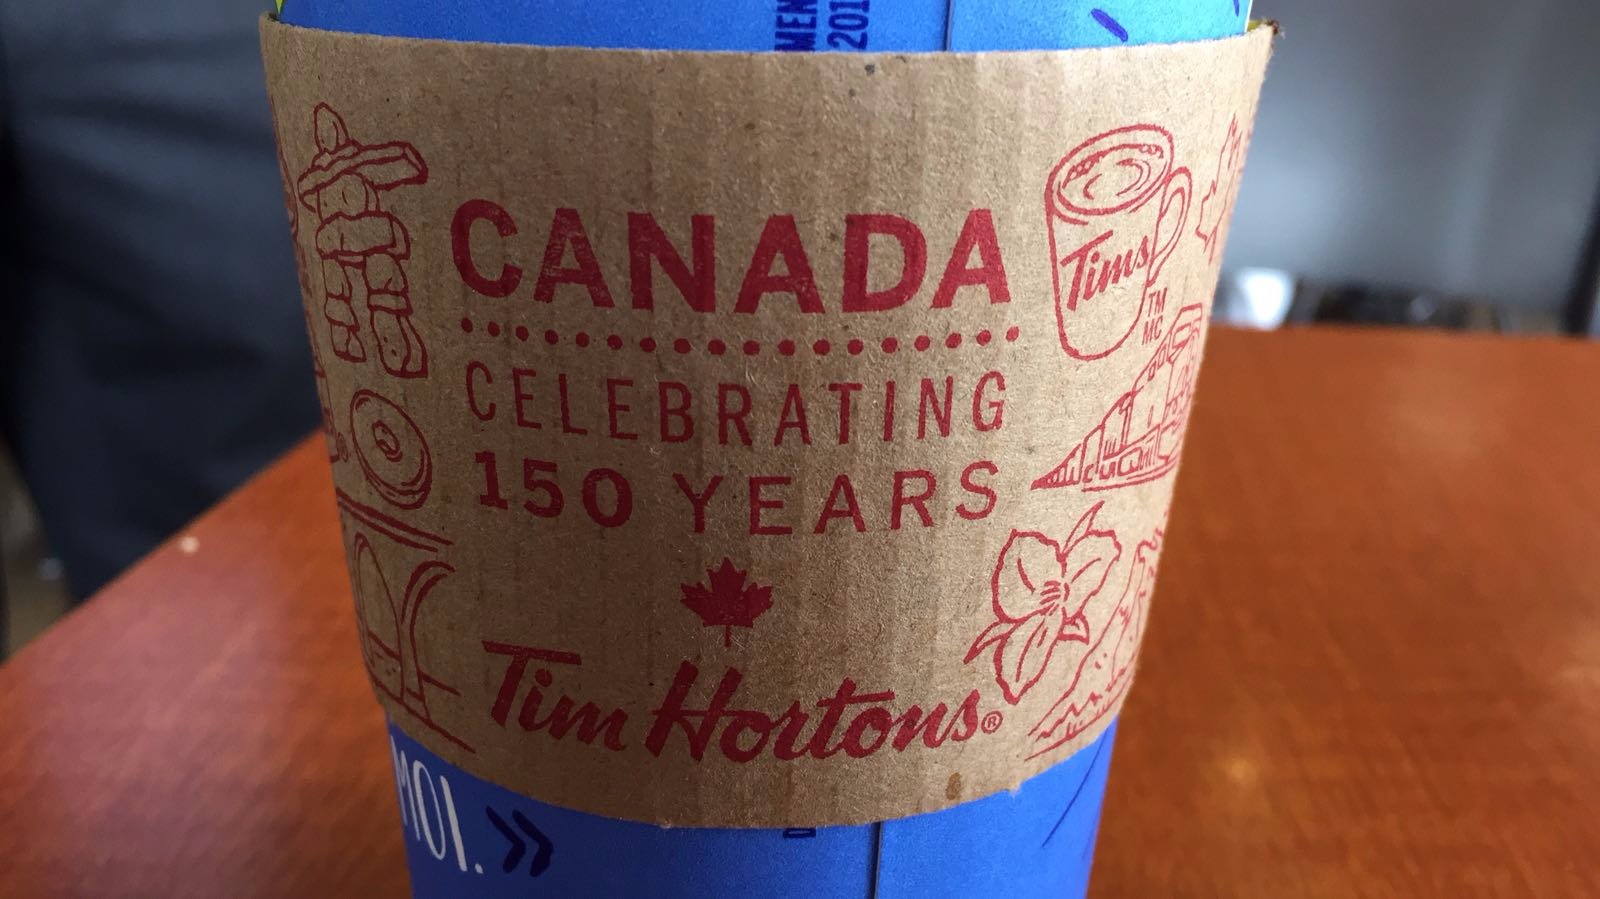 CANADA
CELEBRATING
150 YEARS
Tim Hortons®
Tims
TM
MC
MOI. »